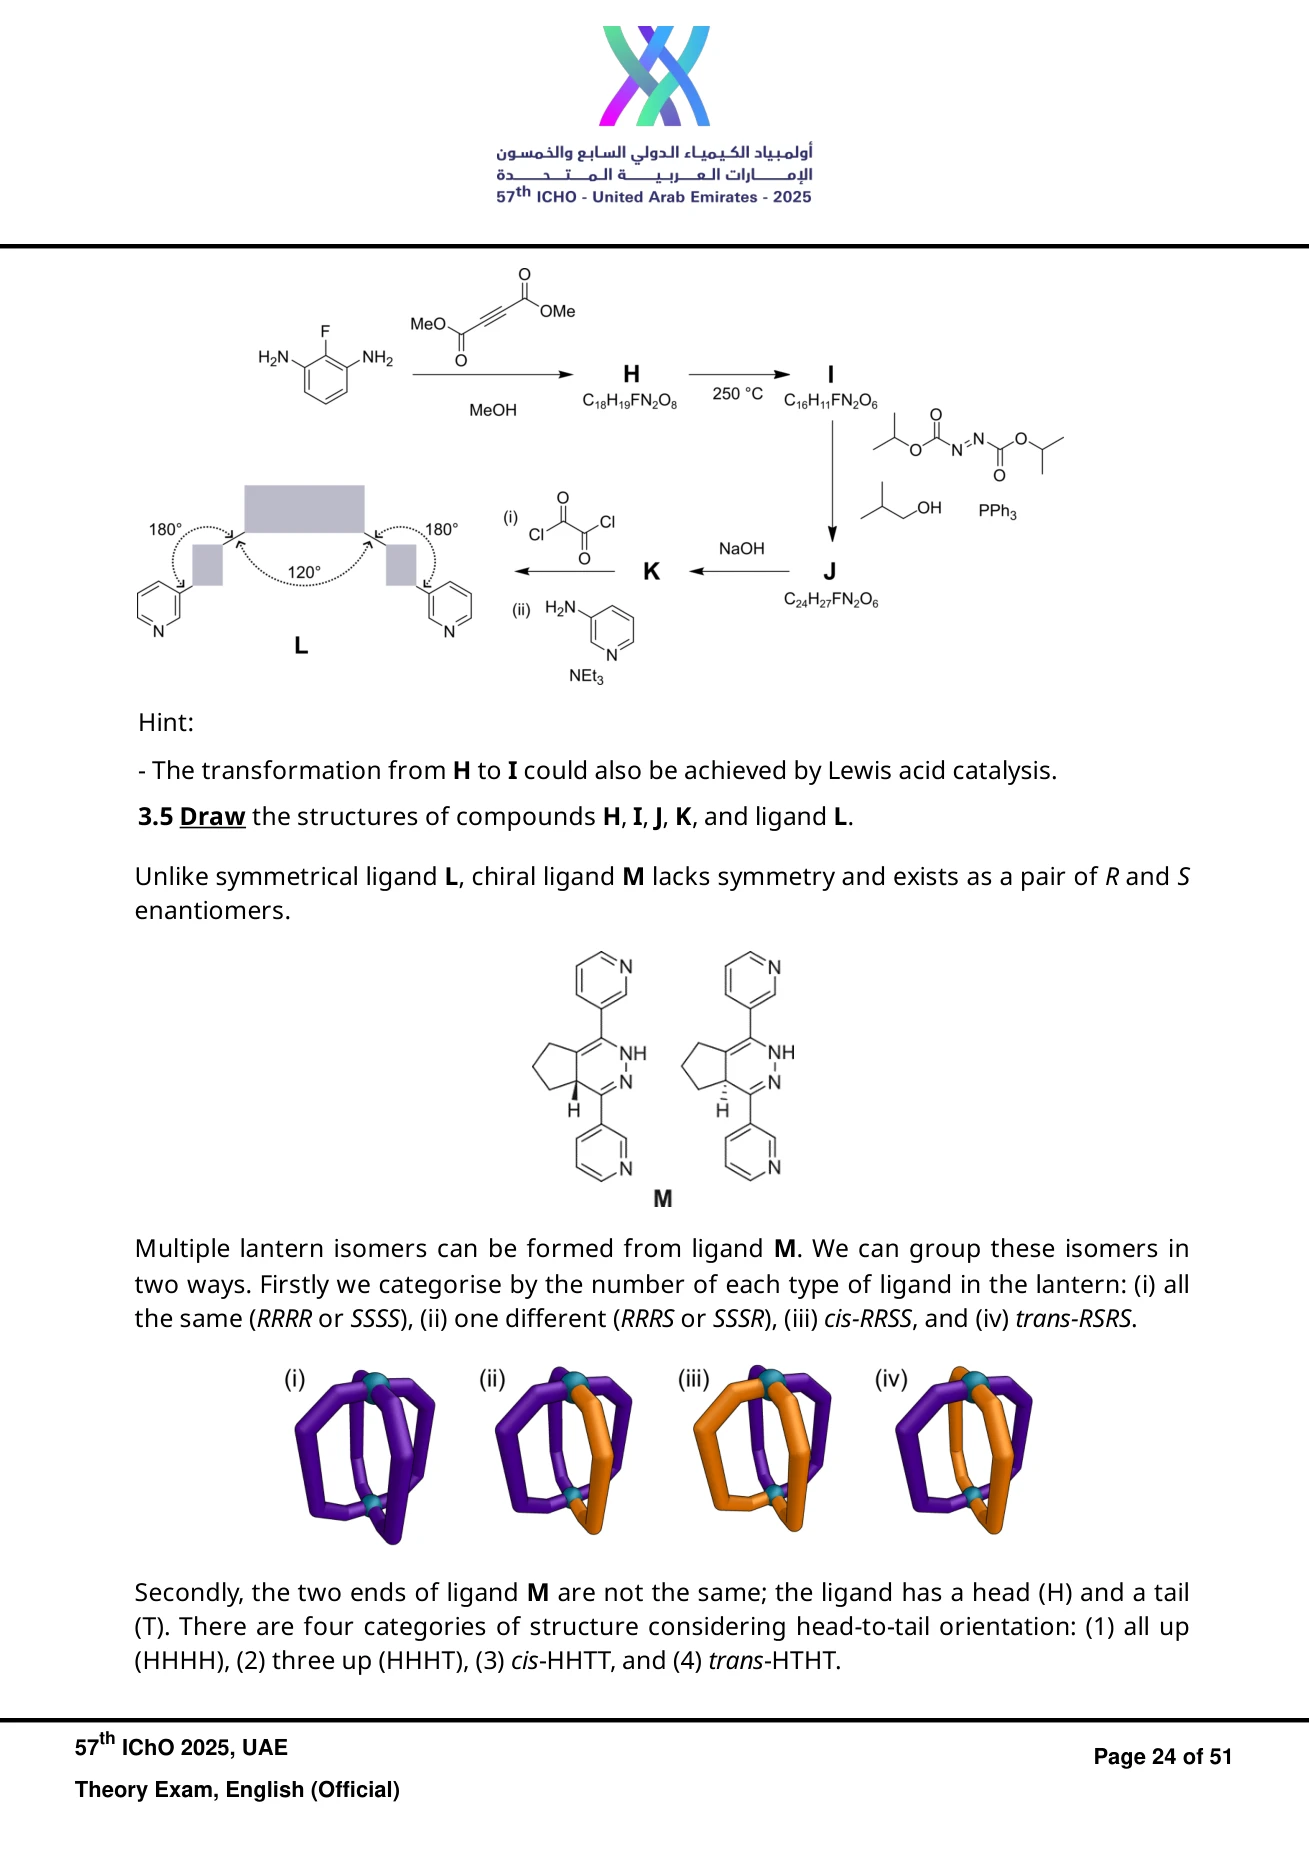 أولمبياد الكيمياء الدولي السابع والخمسون
الإمـــارات العـــربـيـــة الـمـتـحـــدة
57th ICHO - United Arab Emirates - 2025
O
OMe
MeO
O
F
H₂N NH₂
MeOH
H
C₁₈H₁₉FN₂O₈
250 °C
I
C₁₆H₁₁FN₂O₆
O
O N N O
O
OH PPh₃
180° 180°
120°
N N
L
(i) O
Cl Cl
O
(ii) H₂N
N
NEt₃
K
NaOH
J
C₂₄H₂₇FN₂O₆
Hint:
- The transformation from H to I could also be achieved by Lewis acid catalysis.
3.5 Draw the structures of compounds H, I, J, K, and ligand L.
Unlike symmetrical ligand L, chiral ligand M lacks symmetry and exists as a pair of R and S
enantiomers.
N N
NH NH
N N
H H
N N
M
Multiple lantern isomers can be formed from ligand M. We can group these isomers in
two ways. Firstly we categorise by the number of each type of ligand in the lantern: (i) all
the same (RRRR or SSSS), (ii) one different (RRRS or SSSR), (iii) cis-RRSS, and (iv) trans-RSRS.
(i) (ii) (iii) (iv)
Secondly, the two ends of ligand M are not the same; the ligand has a head (H) and a tail
(T). There are four categories of structure considering head-to-tail orientation: (1) all up
(HHHH), (2) three up (HHHT), (3) cis-HHTT, and (4) trans-HTHT.
57th IChO 2025, UAE
Page 24 of 51
Theory Exam, English (Official)